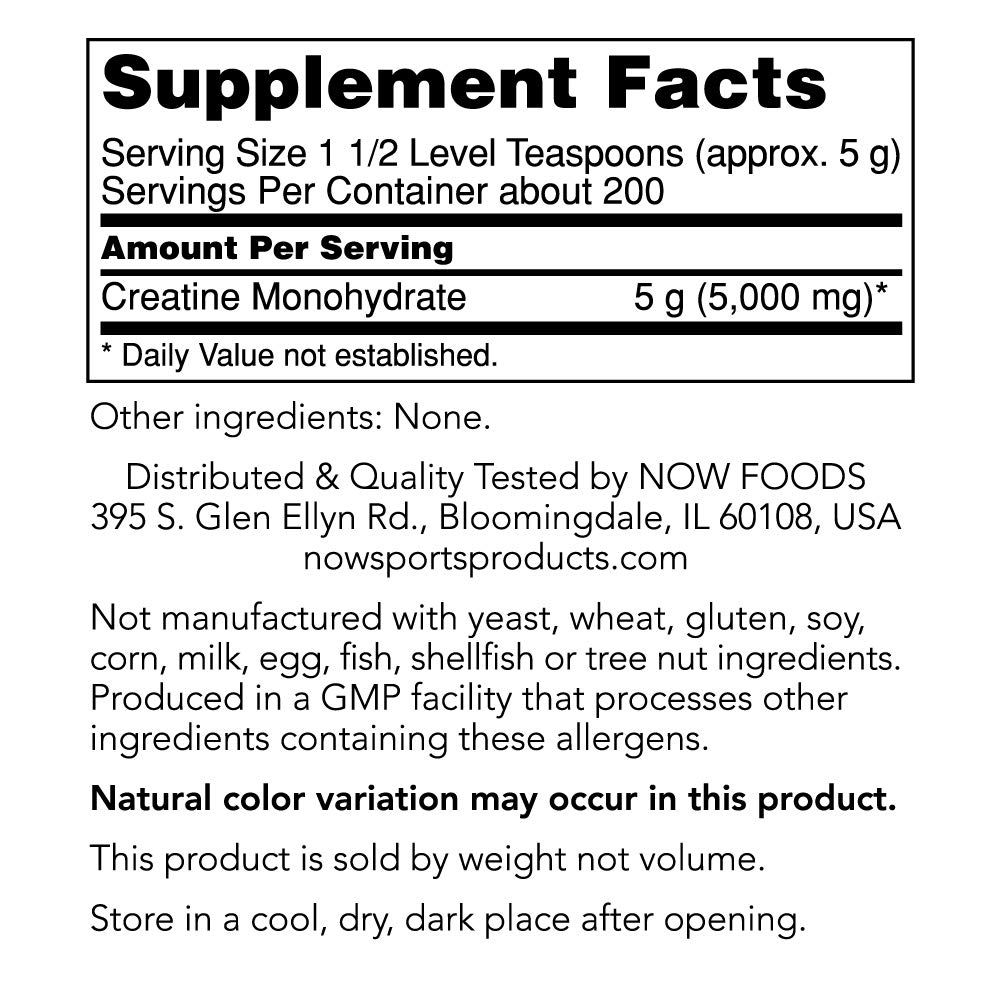 Supplement Facts
Serving Size 1 1/2 Level Teaspoons (approx. 5 g)
Servings Per Container about 200
Amount Per Serving
Creatine Monohydrate 5 g (5,000 mg)*
* Daily Value not established.
Other ingredients: None.
Distributed & Quality Tested by NOW FOODS
395 S. Glen Ellyn Rd., Bloomingdale, IL 60108, USA
nowsportsproducts.com
Not manufactured with yeast, wheat, gluten, soy,
corn, milk, egg, fish, shellfish or tree nut ingredients.
Produced in a GMP facility that processes other
ingredients containing these allergens.
Natural color variation may occur in this product.
This product is sold by weight not volume.
Store in a cool, dry, dark place after opening.